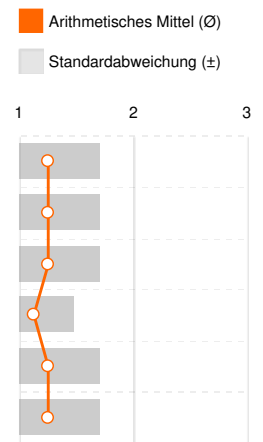 Arithmetisches Mittel (Ø)
Standardabweichung (±)
1 2 3